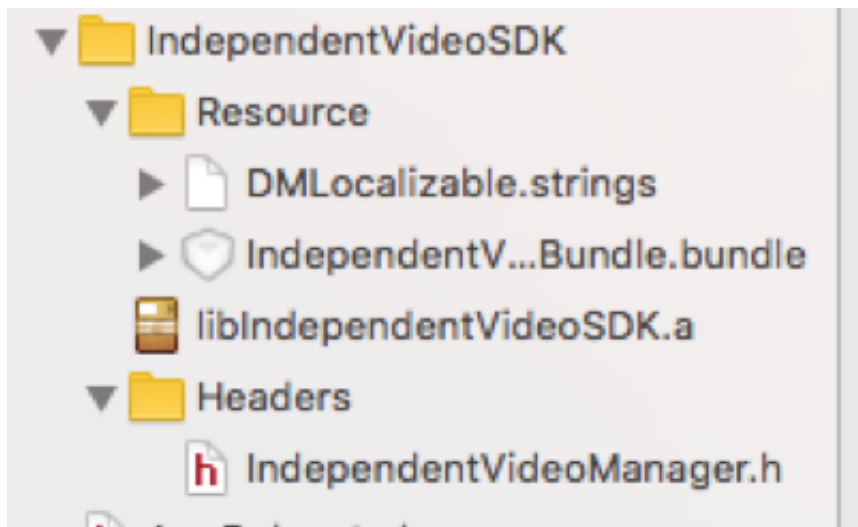 IndependentVideoSDK
Resource
DMLocalizable.strings
IndependentV...Bundle.bundle
libIndependentVideoSDK.a
Headers
h IndependentVideoManager.h